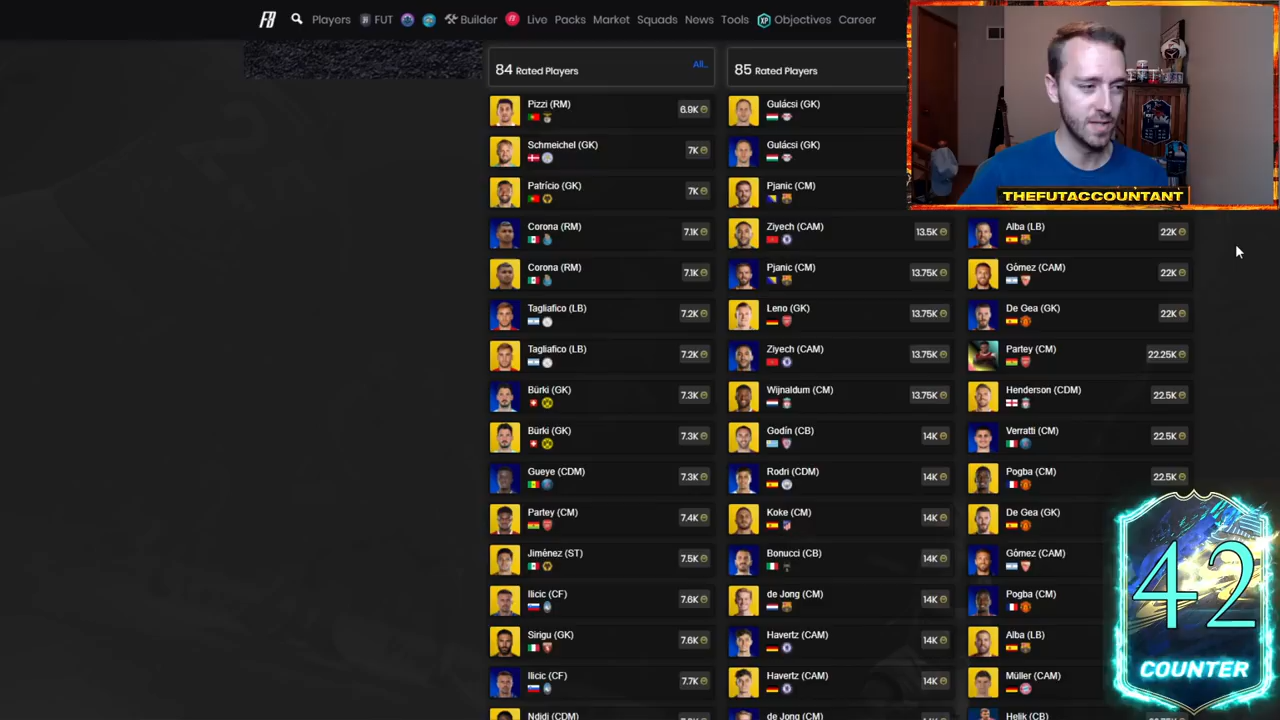 FB Players FUT Builder Live Packs Market Squads News Tools XP Objectives Career
THEFUTACCOUNTANT
84 Rated Players All..
Pizzi (RM) 6.9K
Schmeichel (GK) 7K
Patrício (GK) 7K
Corona (RM) 7.1K
Corona (RM) 7.1K
Tagliafico (LB) 7.2K
Tagliafico (LB) 7.2K
Bürki (GK) 7.3K
Bürki (GK) 7.3K
Gueye (CDM) 7.3K
Partey (CM) 7.4K
Jiménez (ST) 7.5K
Ilicic (CF) 7.6K
Sirigu (GK) 7.6K
Ilicic (CF) 7.7K
Ndidi (CDM)
85 Rated Players
Gulácsi (GK)
Gulácsi (GK)
Pjanic (CM)
Ziyech (CAM) 13.5K
Pjanic (CM) 13.75K
Leno (GK) 13.75K
Ziyech (CAM) 13.75K
Wijnaldum (CM) 13.75K
Godín (CB) 14K
Rodri (CDM) 14K
Koke (CM) 14K
Bonucci (CB) 14K
de Jong (CM) 14K
Havertz (CAM) 14K
Havertz (CAM) 14K
de Jong (CM)
Alba (LB) 22K
Gómez (CAM) 22K
De Gea (GK) 22K
Partey (CM) 22.25K
Henderson (CDM) 22.5K
Verratti (CM) 22.5K
Pogba (CM) 22.5K
De Gea (GK)
Gómez (CAM)
Pogba (CM)
Alba (LB)
Müller (CAM)
42
COUNTER